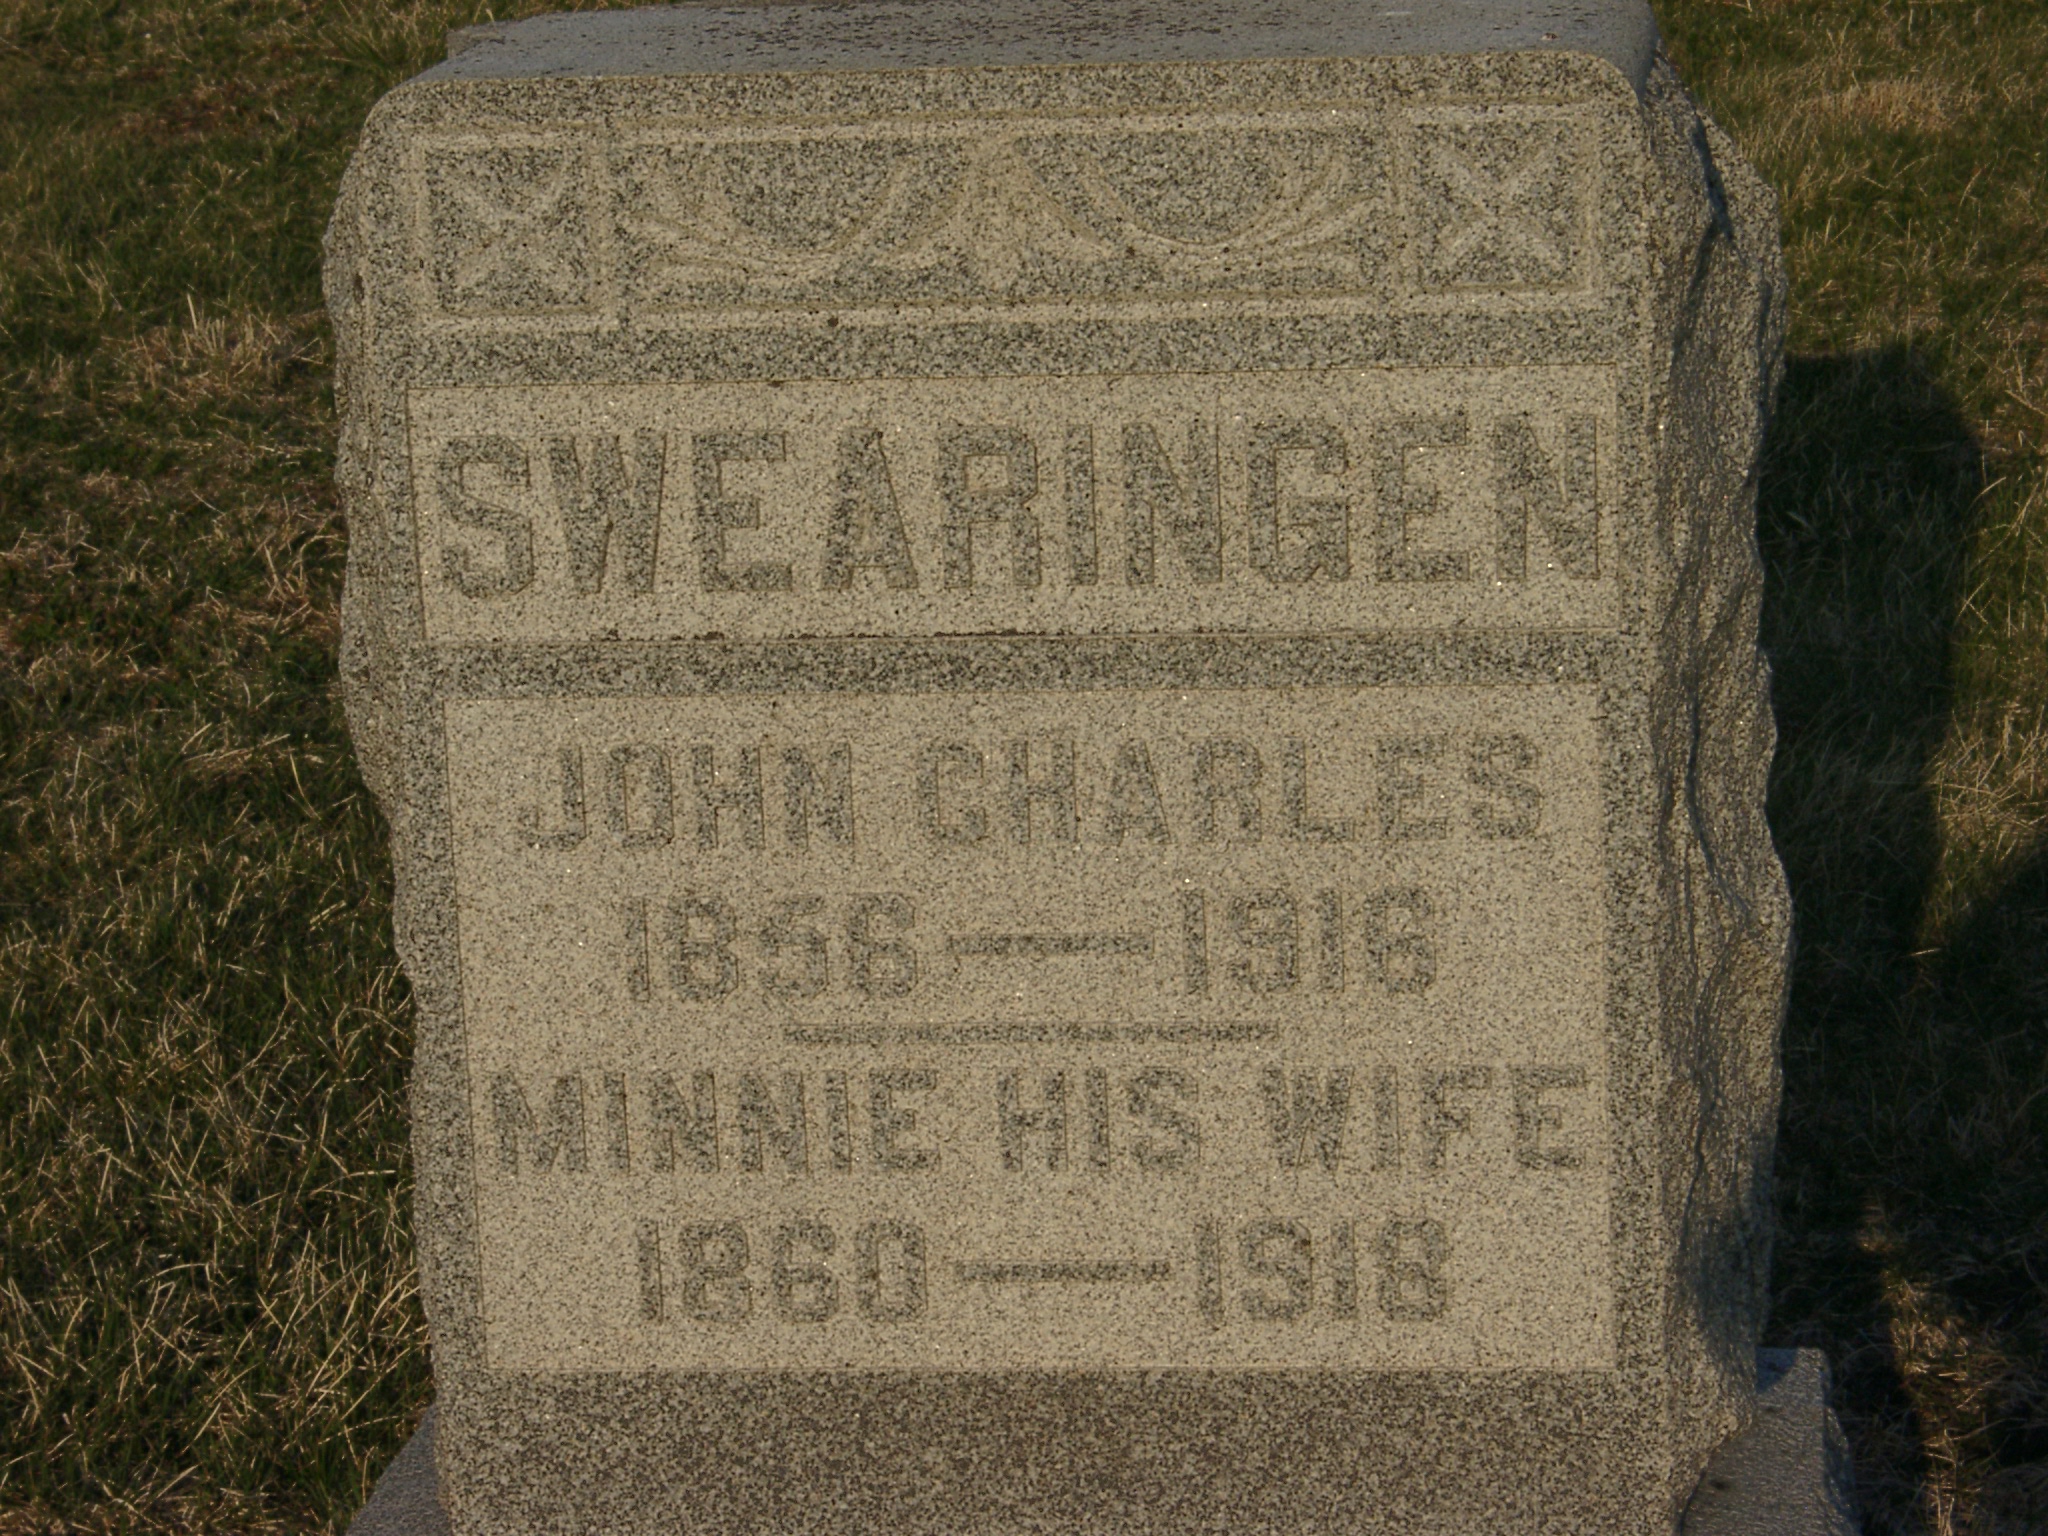 SWEARINGEN
JOHN CHARLES
1856 — 1916
MINNIE HIS WIFE
1860 — 1918